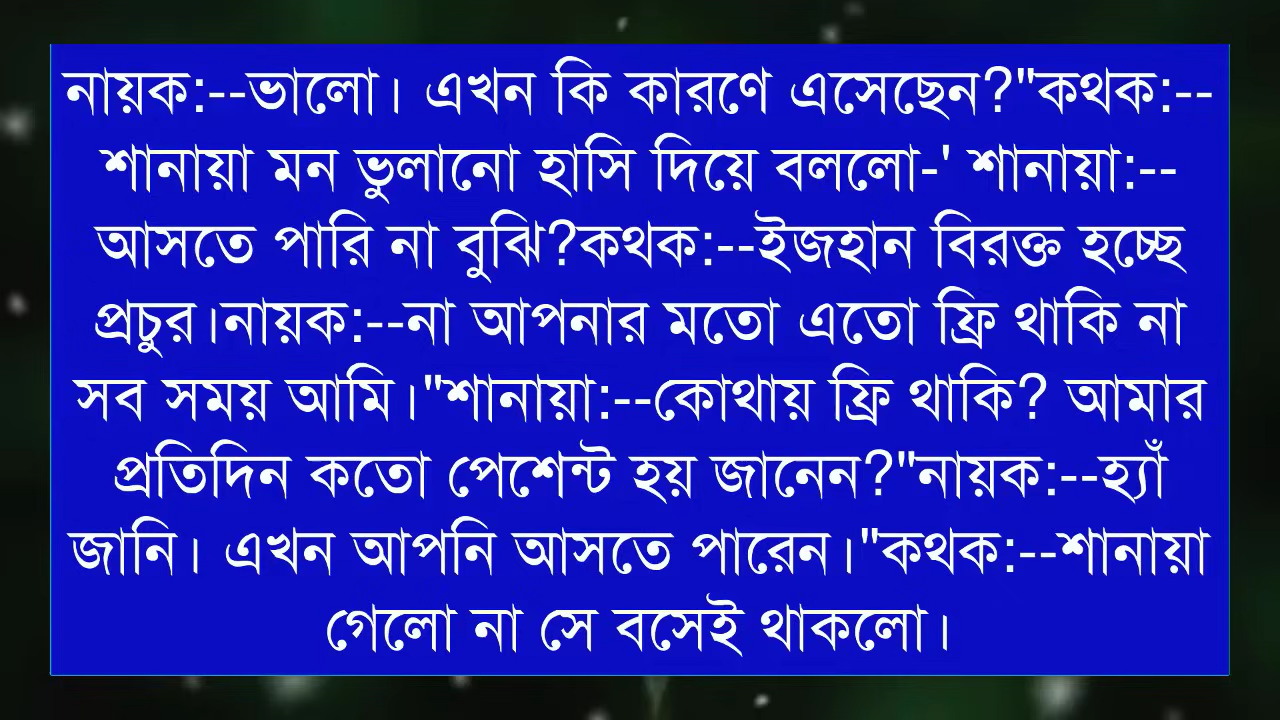 নায়ক:--ভালো। এখন কি কারণে এসেছেন?"কথক:--
শানায়া মন ভুলানো হাসি দিয়ে বললো-' শানায়া:--
আসতে পারি না বুঝি?কথক:--ইজহান বিরক্ত হচ্ছে
প্রচুর।নায়ক:--না আপনার মতো এতো ফ্রি থাকি না
সব সময় আমি।"শানায়া:--কোথায় ফ্রি থাকি? আমার
প্রতিদিন কতো পেশেন্ট হয় জানেন?"নায়ক:--হ্যাঁ
জানি। এখন আপনি আসতে পারেন।"কথক:--শানায়া
গেলো না সে বসেই থাকলো।